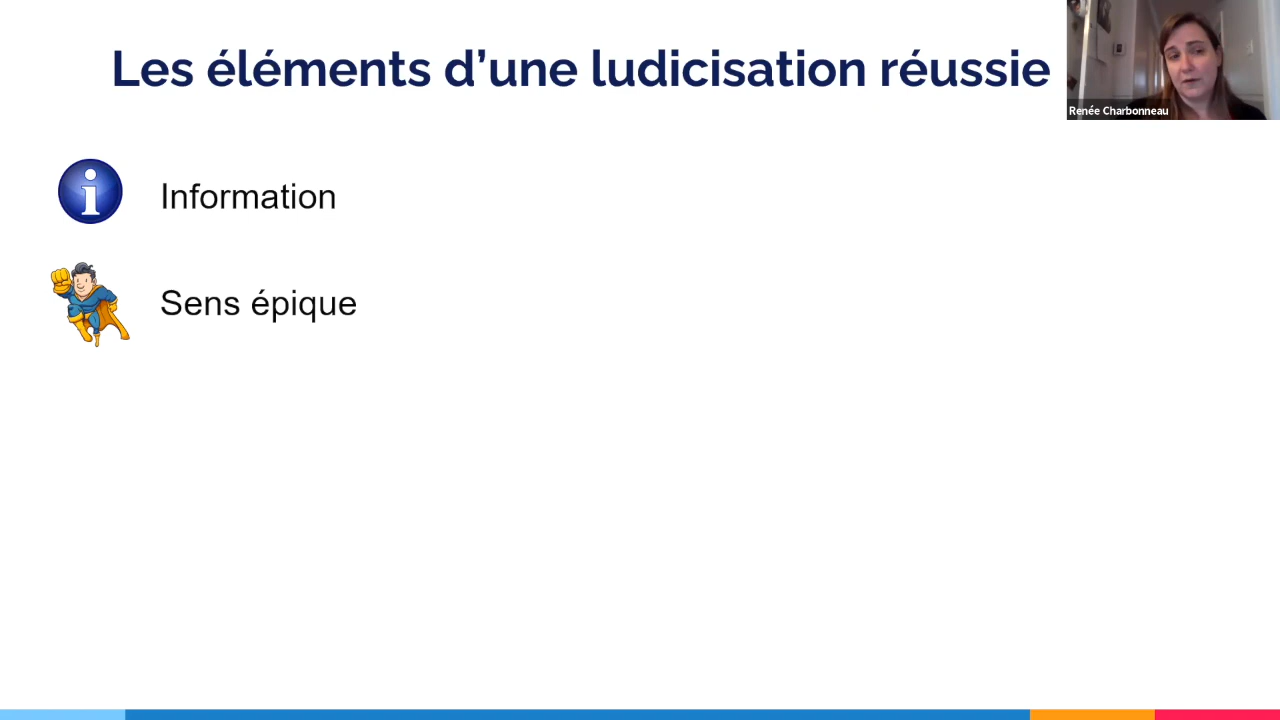 Les éléments d’une ludicisation réussie
Renée Charbonneau
Information
Sens épique